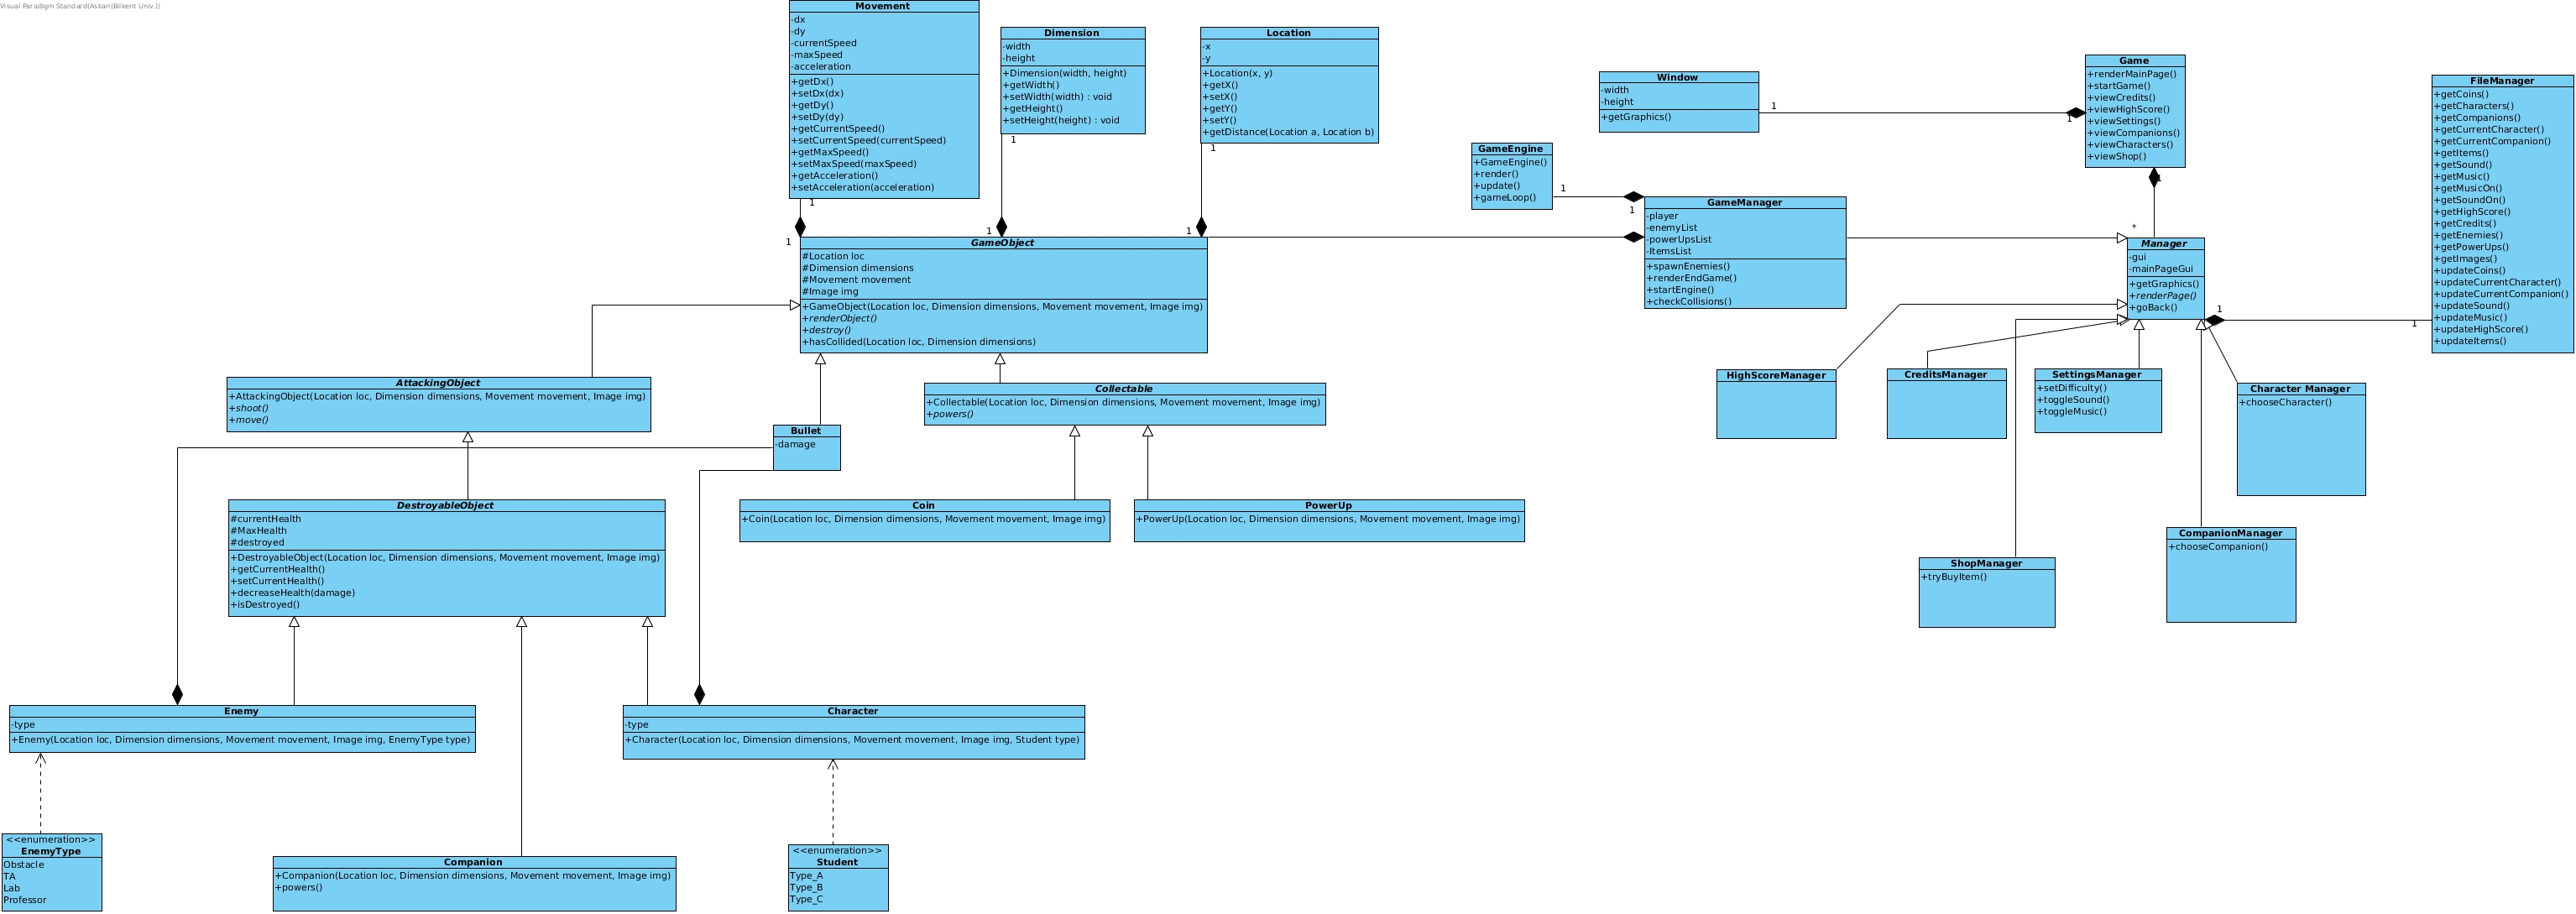 Visual Paradigm Standard(Askari(Bilkent Univ.))
Movement
-dx
-dy
-currentSpeed
-maxSpeed
-acceleration
+getDx()
+setDx(dx)
+getDy()
+setDy(dy)
+getCurrentSpeed()
+setCurrentSpeed(currentSpeed)
+getMaxSpeed()
+setMaxSpeed(maxSpeed)
+getAcceleration()
+setAcceleration(acceleration)
1
1
Dimension
-width
-height
+Dimension(width, height)
+getWidth()
+setWidth(width) : void
+getHeight()
+setHeight(height) : void
1
1
Location
-x
-y
+Location(x, y)
+getX()
+setX()
+getY()
+setY()
+getDistance(Location a, Location b)
1
1
GameObject
#Location loc
#Dimension dimensions
#Movement movement
#Image img
+GameObject(Location loc, Dimension dimensions, Movement movement, Image img)
+renderObject()
+destroy()
+hasCollided(Location loc, Dimension dimensions)
Window
-width
-height
+getGraphics()
1
1
Game
+renderMainPage()
+startGame()
+viewCredits()
+viewHighScore()
+viewSettings()
+viewCompanions()
+viewCharacters()
+viewShop()
1
*
FileManager
+getCoins()
+getCharacters()
+getCompanions()
+getCurrentCharacter()
+getCurrentCompanion()
+getItems()
+getSound()
+getMusic()
+getMusicOn()
+getSoundOn()
+getHighScore()
+getCredits()
+getEnemies()
+getPowerUps()
+getImages()
+updateCoins()
+updateCurrentCharacter()
+updateCurrentCompanion()
+updateSound()
+updateMusic()
+updateHighScore()
+updateItems()
1
1
GameEngine
+GameEngine()
+render()
+update()
+gameLoop()
1
1
GameManager
-player
-enemyList
-powerUpsList
-ItemsList
+spawnEnemies()
+renderEndGame()
+startEngine()
+checkCollisions()
Manager
-gui
-mainPageGui
+getGraphics()
+renderPage()
+goBack()
AttackingObject
+AttackingObject(Location loc, Dimension dimensions, Movement movement, Image img)
+shoot()
+move()
Collectable
+Collectable(Location loc, Dimension dimensions, Movement movement, Image img)
+powers()
Bullet
-damage
HighScoreManager
CreditsManager
SettingsManager
+setDifficulty()
+toggleSound()
+toggleMusic()
Character Manager
+chooseCharacter()
DestroyableObject
#currentHealth
#MaxHealth
#destroyed
+DestroyableObject(Location loc, Dimension dimensions, Movement movement, Image img)
+getCurrentHealth()
+setCurrentHealth()
+decreaseHealth(damage)
+isDestroyed()
Coin
+Coin(Location loc, Dimension dimensions, Movement movement, Image img)
PowerUp
+PowerUp(Location loc, Dimension dimensions, Movement movement, Image img)
ShopManager
+tryBuyItem()
CompanionManager
+chooseCompanion()
Enemy
-type
+Enemy(Location loc, Dimension dimensions, Movement movement, Image img, EnemyType type)
Character
-type
+Character(Location loc, Dimension dimensions, Movement movement, Image img, Student type)
<<enumeration>>
EnemyType
Obstacle
TA
Lab
Professor
Companion
+Companion(Location loc, Dimension dimensions, Movement movement, Image img)
+powers()
<<enumeration>>
Student
Type_A
Type_B
Type_C